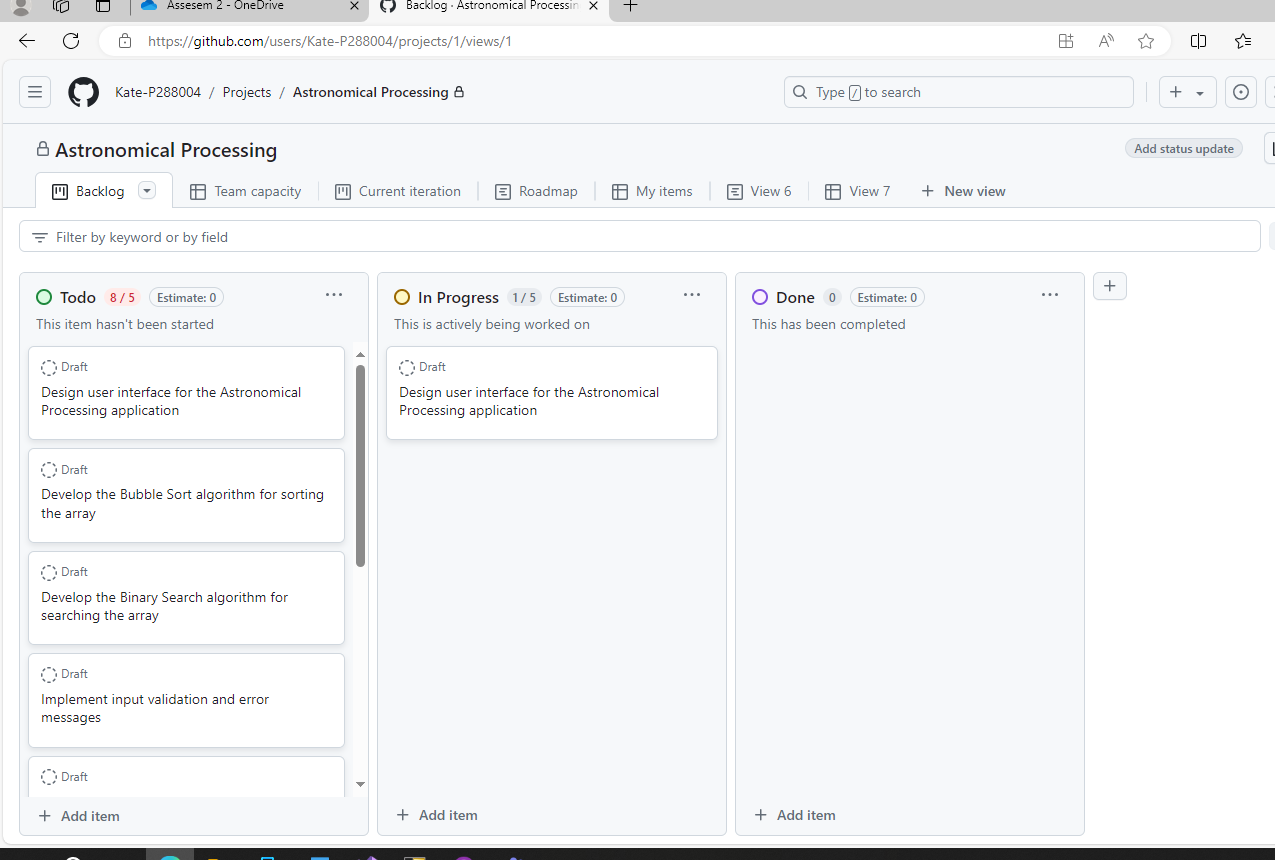 Assesem 2 - OneDrive
Backlog · Astronomical Processin
https://github.com/users/Kate-P288004/projects/1/views/1
Kate-P288004 / Projects / Astronomical Processing
Type / to search
Astronomical Processing
Add status update
Backlog
Team capacity
Current iteration
Roadmap
My items
View 6
View 7
New view
Filter by keyword or by field
Todo 8 / 5 Estimate: 0
This item hasn't been started
Draft
Design user interface for the Astronomical
Processing application
Draft
Develop the Bubble Sort algorithm for sorting
the array
Draft
Develop the Binary Search algorithm for
searching the array
Draft
Implement input validation and error
messages
Draft
Add item
In Progress 1 / 5 Estimate: 0
This is actively being worked on
Draft
Design user interface for the Astronomical
Processing application
Add item
Done 0 Estimate: 0
This has been completed
Add item